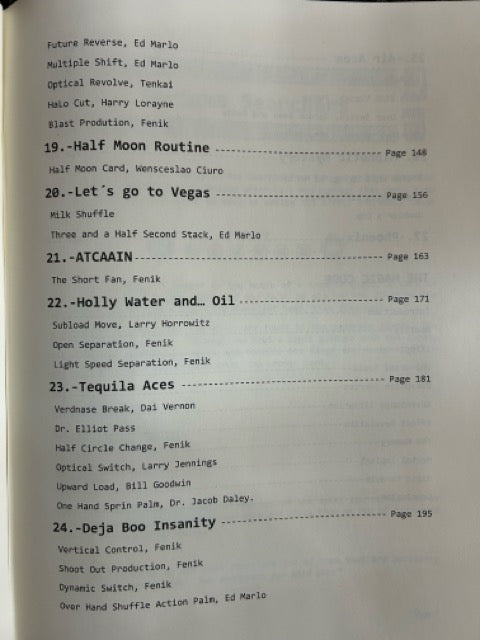 Future Reverse, Ed Marlo
Multiple Shift, Ed Marlo
Optical Revolve, Tenkai
Halo Cut, Harry Lorayne
Blast Prodution, Fenik
19.-Half Moon Routine ---------------------------- Page 148
Half Moon Card, Wensceslao Ciuro
20.-Let´s go to Vegas ---------------------------- Page 156
Milk Shuffle
Three and a Half Second Stack, Ed Marlo
21.-ATCAAIN---------------------------------------- Page 163
The Short Fan, Fenik
22.-Holly Water and… Oil ------------------------- Page 171
Subload Move, Larry Horrowitz
Open Separation, Fenik
Light Speed Separation, Fenik
23.-Tequila Aces ---------------------------------- Page 181
Verdnase Break, Dai Vernon
Dr. Elliot Pass
Half Circle Change, Fenik
Optical Switch, Larry Jennings
Upward Load, Bill Goodwin
One Hand Sprin Palm, Dr. Jacob Daley.
24.-Deja Boo Insanity ---------------------------- Page 195
Vertical Control, Fenik
Shoot Out Production, Fenik
Dynamic Switch, Fenik
Over Hand Shuffle Action Palm, Ed Marlo